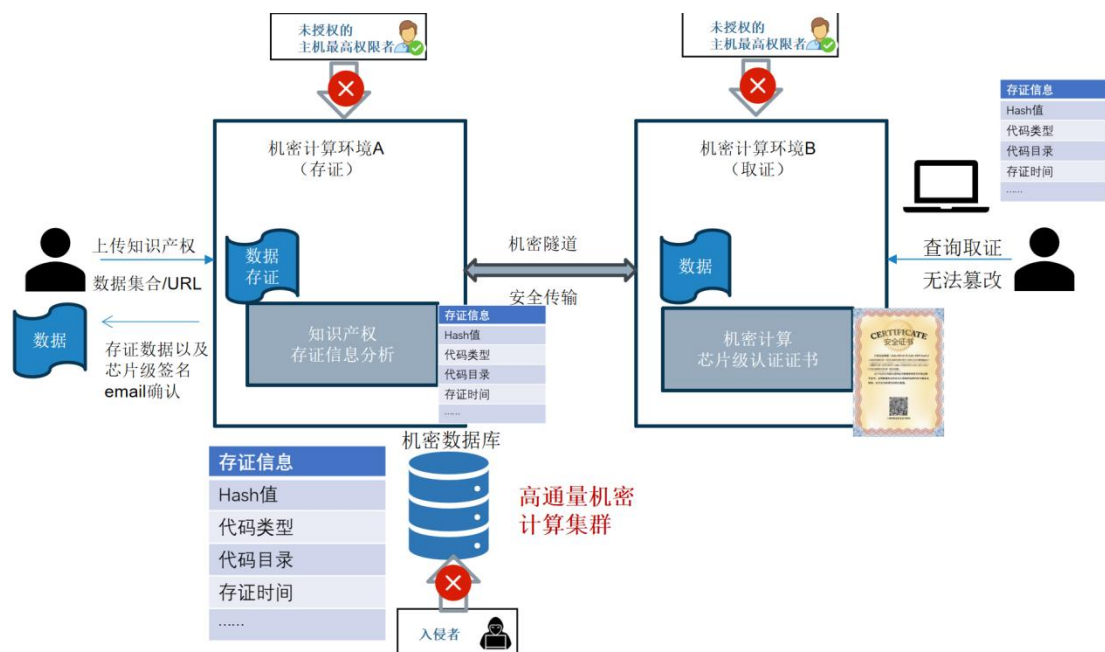 未授权的
主机最高权限者
未授权的
主机最高权限者
机密计算环境A
（存证）
机密计算环境B
（取证）
存证信息
Hash值
代码类型
代码目录
存证时间
……
上传知识产权
数据集合/URL
数据
存证
机密隧道
安全传输
数据
查询取证
无法篡改
数据
存证数据以及
芯片级签名
email确认
知识产权
存证信息分析
存证信息
Hash值
代码类型
代码目录
存证时间
……
机密计算
芯片级认证证书
CERTIFICATE
安全证书
机密数据库
存证信息
Hash值
代码类型
代码目录
存证时间
……
高通量机密
计算集群
入侵者